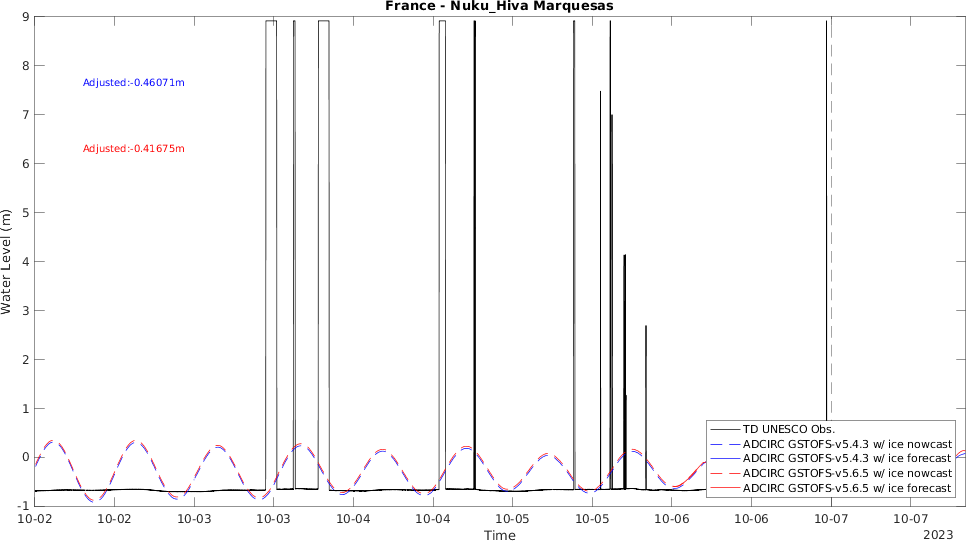 France - Nuku_Hiva Marquesas
9
8
7
6
5
4
3
2
1
0
-1
Water Level (m)
Adjusted:-0.46071m
Adjusted:-0.41675m
TD UNESCO Obs.
ADCIRC GSTOFS-v5.4.3 w/ ice nowcast
ADCIRC GSTOFS-v5.4.3 w/ ice forecast
ADCIRC GSTOFS-v5.6.5 w/ ice nowcast
ADCIRC GSTOFS-v5.6.5 w/ ice forecast
10-02 10-02 10-03 10-03 10-04 10-04 10-05 10-05 10-06 10-06 10-07 10-07
Time
2023